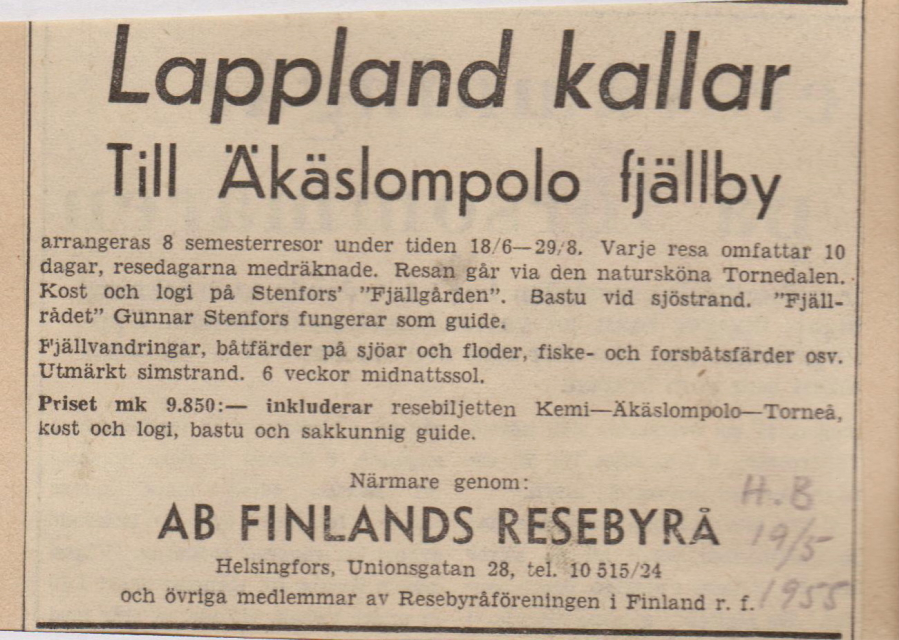 Lappland kallar
Till Äkäslompolo fjällby
arrangeras 8 semesterresor under tiden 18/6—29/8. Varje resa omfattar 10
dagar, resedagarna medräknade. Resan går via den natursköna Tornedalen.
Kost och logi på Stenfors' "Fjällgården". Bastu vid sjöstrand. "Fjäll-
rådet" Gunnar Stenfors fungerar som guide.
Fjällvandringar, båtfärder på sjöar och floder, fiske- och forsbåtsfärder osv.
Utmärkt simstrand. 6 veckor midnattssol.
Priset mk 9.850:— inkluderar resebiljetten Kemi—Äkäslompolo—Torneå,
kost och logi, bastu och sakkunnig guide.
Närmare genom:
AB FINLANDS RESEBYRÅ
Helsingfors, Unionsgatan 28, tel. 10 515/24
och övriga medlemmar av Resebyråföreningen i Finland r. f.
H.B
19/5
1955